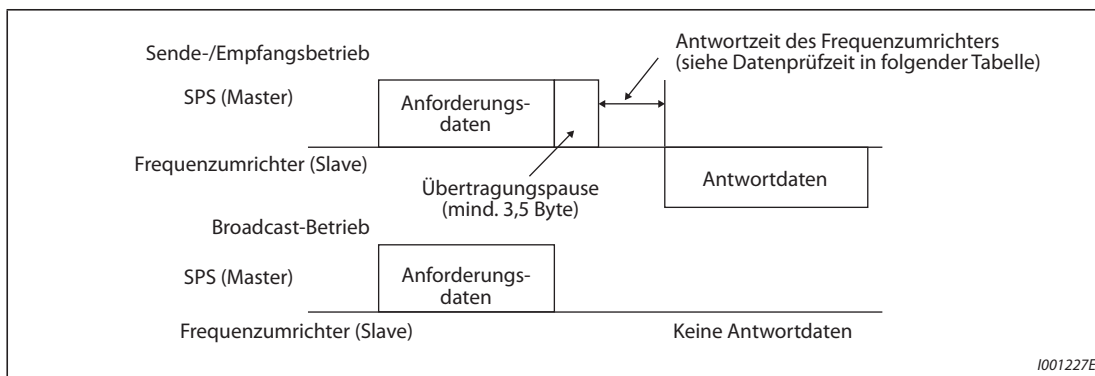 Sende-/Empfangsbetrieb
Antwortzeit des Frequenzumrichters
(siehe Datenprüfzeit in folgender Tabelle)
SPS (Master)
Anforderungs-
daten
Frequenzumrichter (Slave)
Übertragungspause
(mind. 3,5 Byte)
Antwortdaten
Broadcast-Betrieb
SPS (Master)
Anforderungs-
daten
Frequenzumrichter (Slave)
Keine Antwortdaten
I001227E